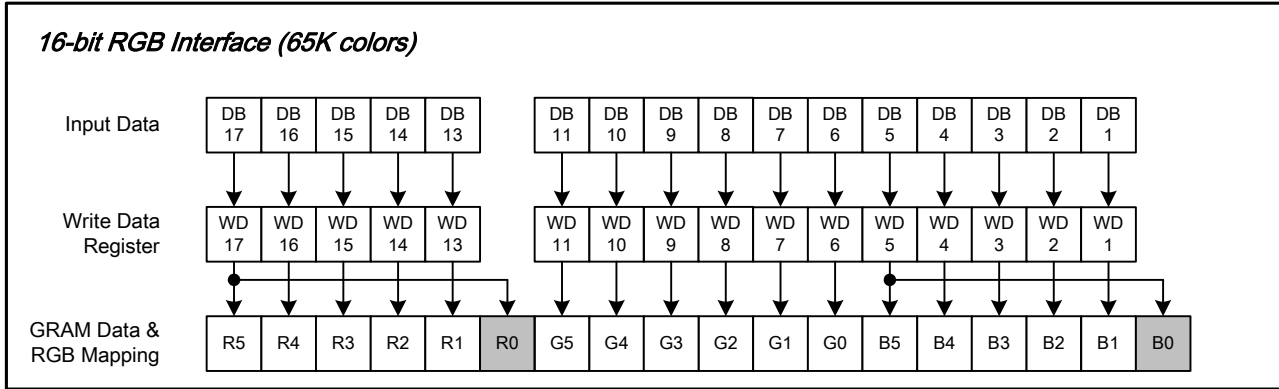 16-bit RGB Interface (65K colors)
Input Data
DB 17 DB 16 DB 15 DB 14 DB 13 DB 11 DB 10 DB 9 DB 8 DB 7 DB 6 DB 5 DB 4 DB 3 DB 2 DB 1
Write Data
Register
WD 17 WD 16 WD 15 WD 14 WD 13 WD 11 WD 10 WD 9 WD 8 WD 7 WD 6 WD 5 WD 4 WD 3 WD 2 WD 1
GRAM Data &
RGB Mapping
R5 R4 R3 R2 R1 R0 G5 G4 G3 G2 G1 G0 B5 B4 B3 B2 B1 B0